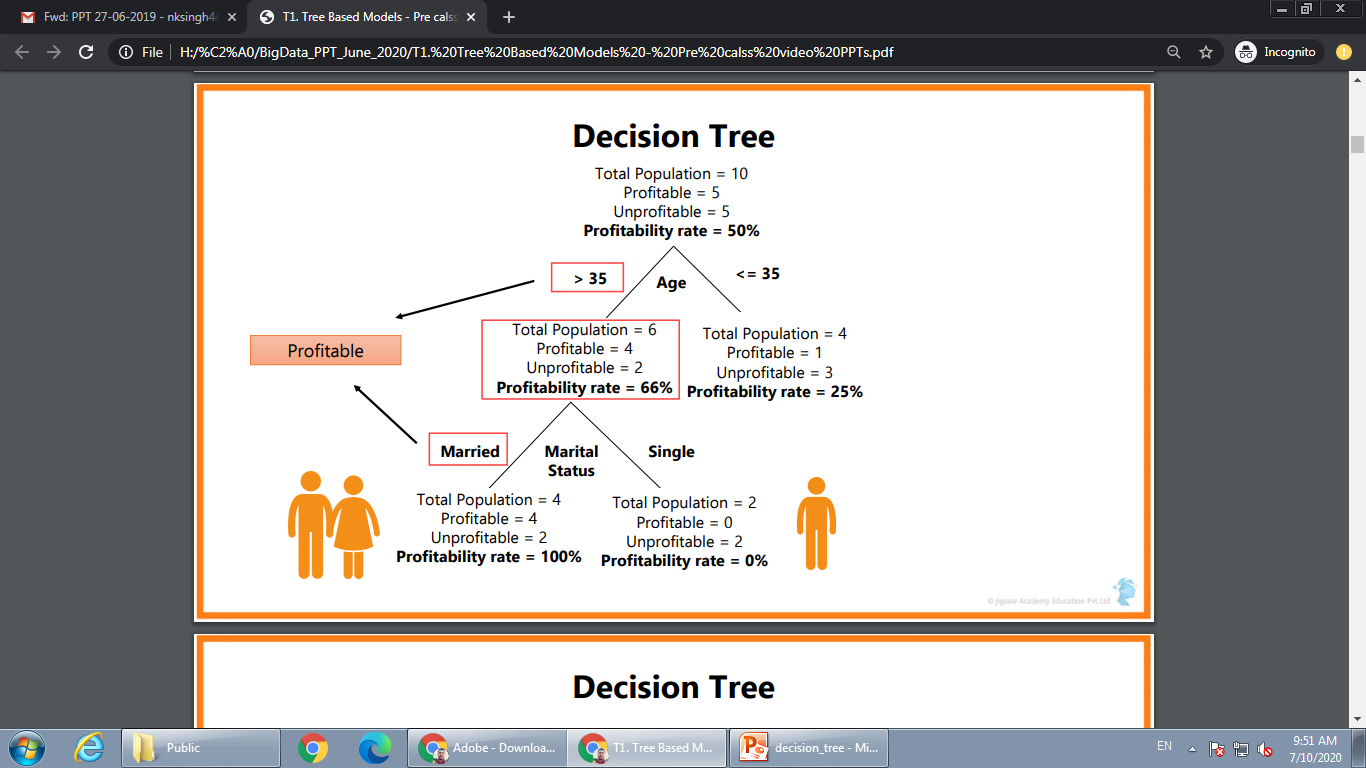 Fwd: PPT 27-06-2019 - nksingh44
T1. Tree Based Models - Pre calss
File
H:/%C2%A0/BigData_PPT_June_2020/T1.%20Tree%20Based%20Models%20-%20Pre%20calss%20video%20PPTs.pdf
Incognito
Decision Tree
Total Population = 10
Profitable = 5
Unprofitable = 5
Profitability rate = 50%
> 35
Age
<= 35
Profitable
Total Population = 6
Profitable = 4
Unprofitable = 2
Profitability rate = 66%
Total Population = 4
Profitable = 1
Unprofitable = 3
Profitability rate = 25%
Married
Marital
Status
Single
Total Population = 4
Profitable = 4
Unprofitable = 2
Profitability rate = 100%
Total Population = 2
Profitable = 0
Unprofitable = 2
Profitability rate = 0%
© Jigsaw Academy Education Pvt Ltd
Decision Tree
Public
Adobe - Downloa...
T1. Tree Based M...
decision_tree - Mi...
EN
9:51 AM
7/10/2020